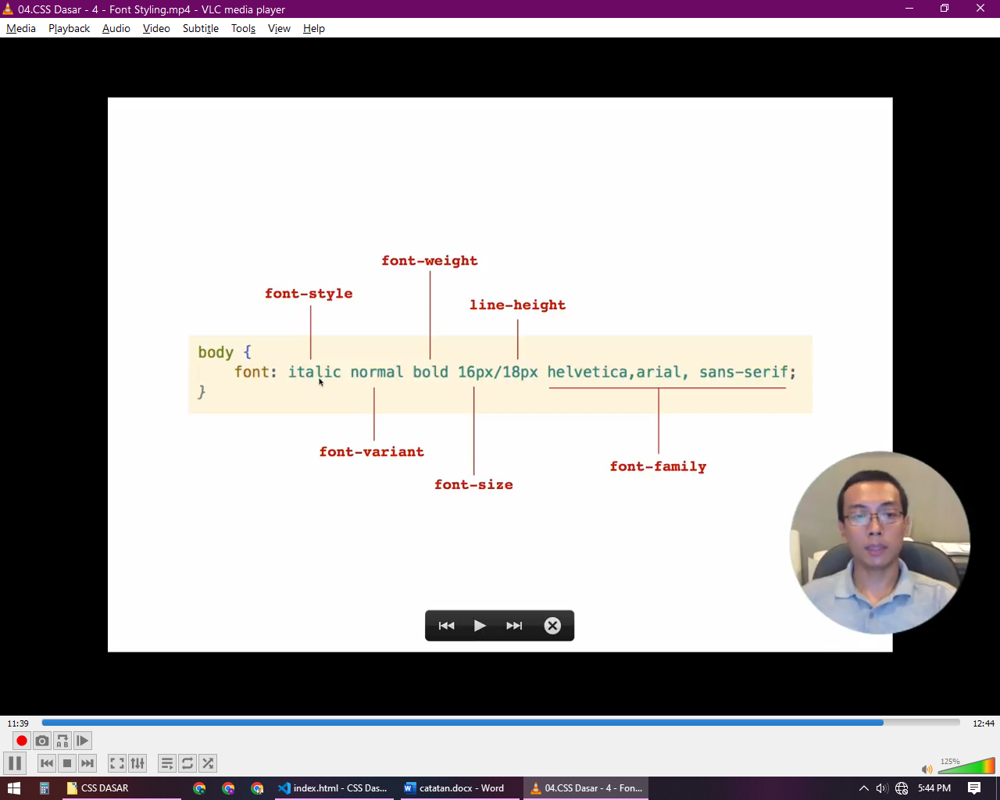 04.CSS Dasar - 4 - Font Styling.mp4 - VLC media player
Media Playback Audio Video Subtitle Tools View Help
font-weight
font-style
line-height
body {
font: italic normal bold 16px/18px helvetica,arial, sans-serif;
}
font-variant
font-family
font-size
11:39
12:44
A B
125%
CSS DASAR
index.html - CSS Das...
catatan.docx - Word
04.CSS Dasar - 4 - Fon...
5:44 PM